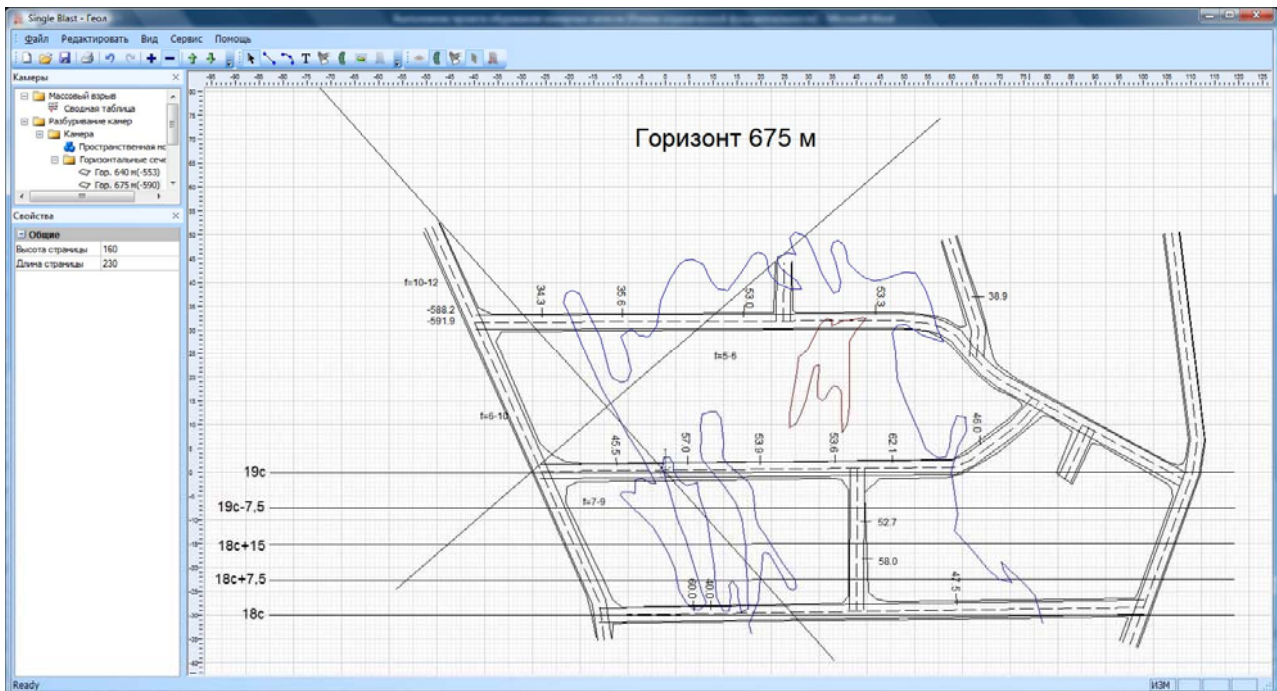 Single Blast - Геол
Файл Редактировать Вид Сервис Помощь
Камеры
Массовый взрыв
Сводная таблица
Разбуривание камер
Камера
Пространственная мо
Горизонтальные сече
Гор. 640 м(-553)
Гор. 675 м(-590)
Свойства
Общие
Высота страницы 160
Длина страницы 230
Горизонт 675 м
f=10-12
34.3
35.6
53.0
53.3
38.9
-588.2
-591.9
f=5-6
f=6-10
45.5
57.0
53.9
53.6
62.1
46.0
19с
f=7-9
19с-7,5
52.7
18с+15
58.0
18с+7,5
60.0
40.0
47.5
18с
Ready
ИЗМ